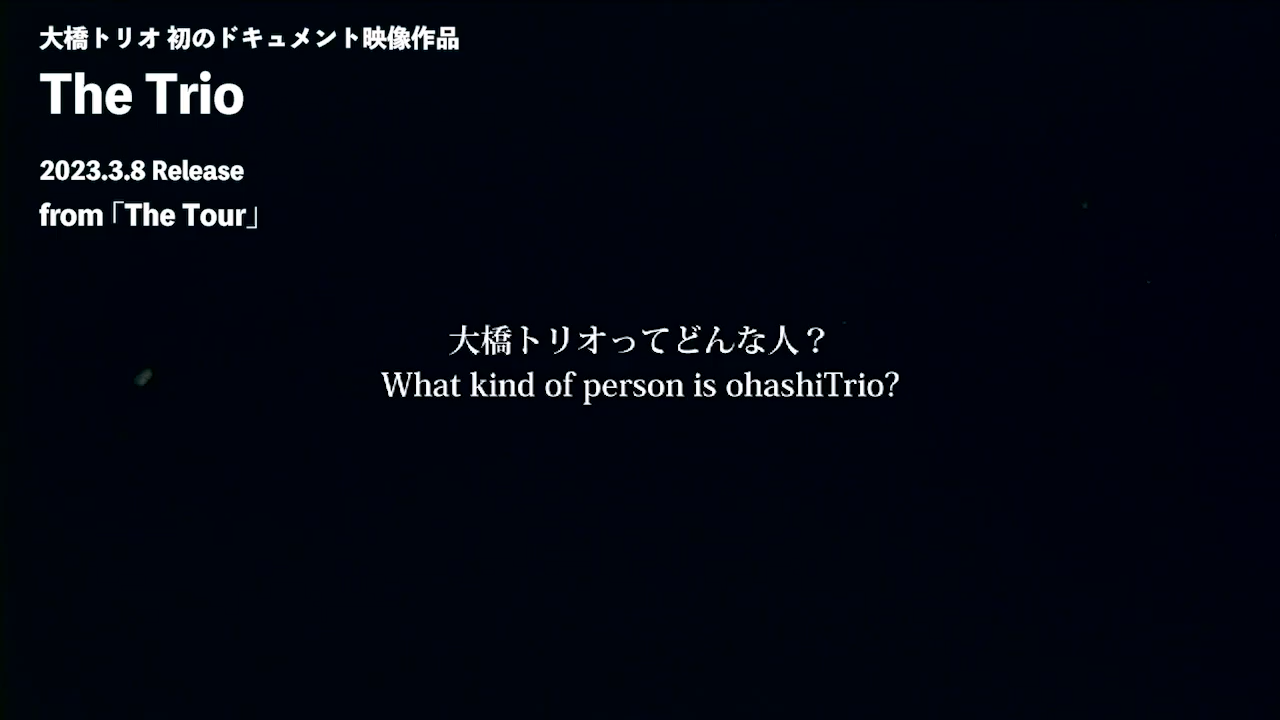 大橋トリオ 初のドキュメント映像作品
The Trio
2023.3.8 Release
from「The Tour」
大橋トリオってどんな人？
What kind of person is ohashiTrio?